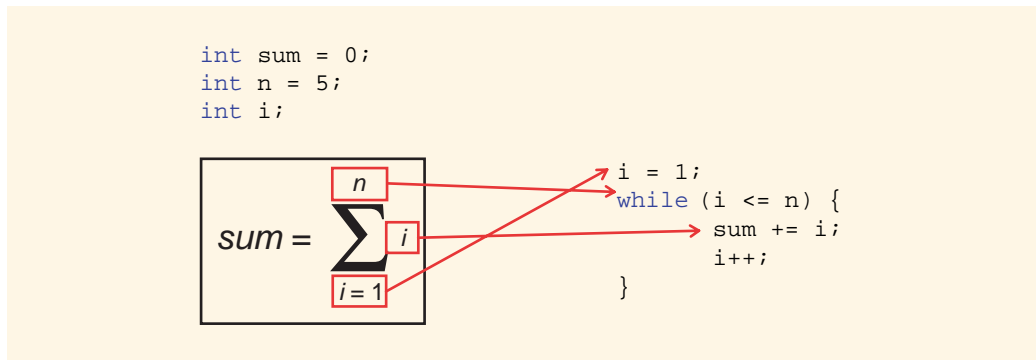 int sum = 0;
int n = 5;
int i;
n
sum = ∑ i
i = 1
i = 1;
while (i <= n) {
sum += i;
i++;
}